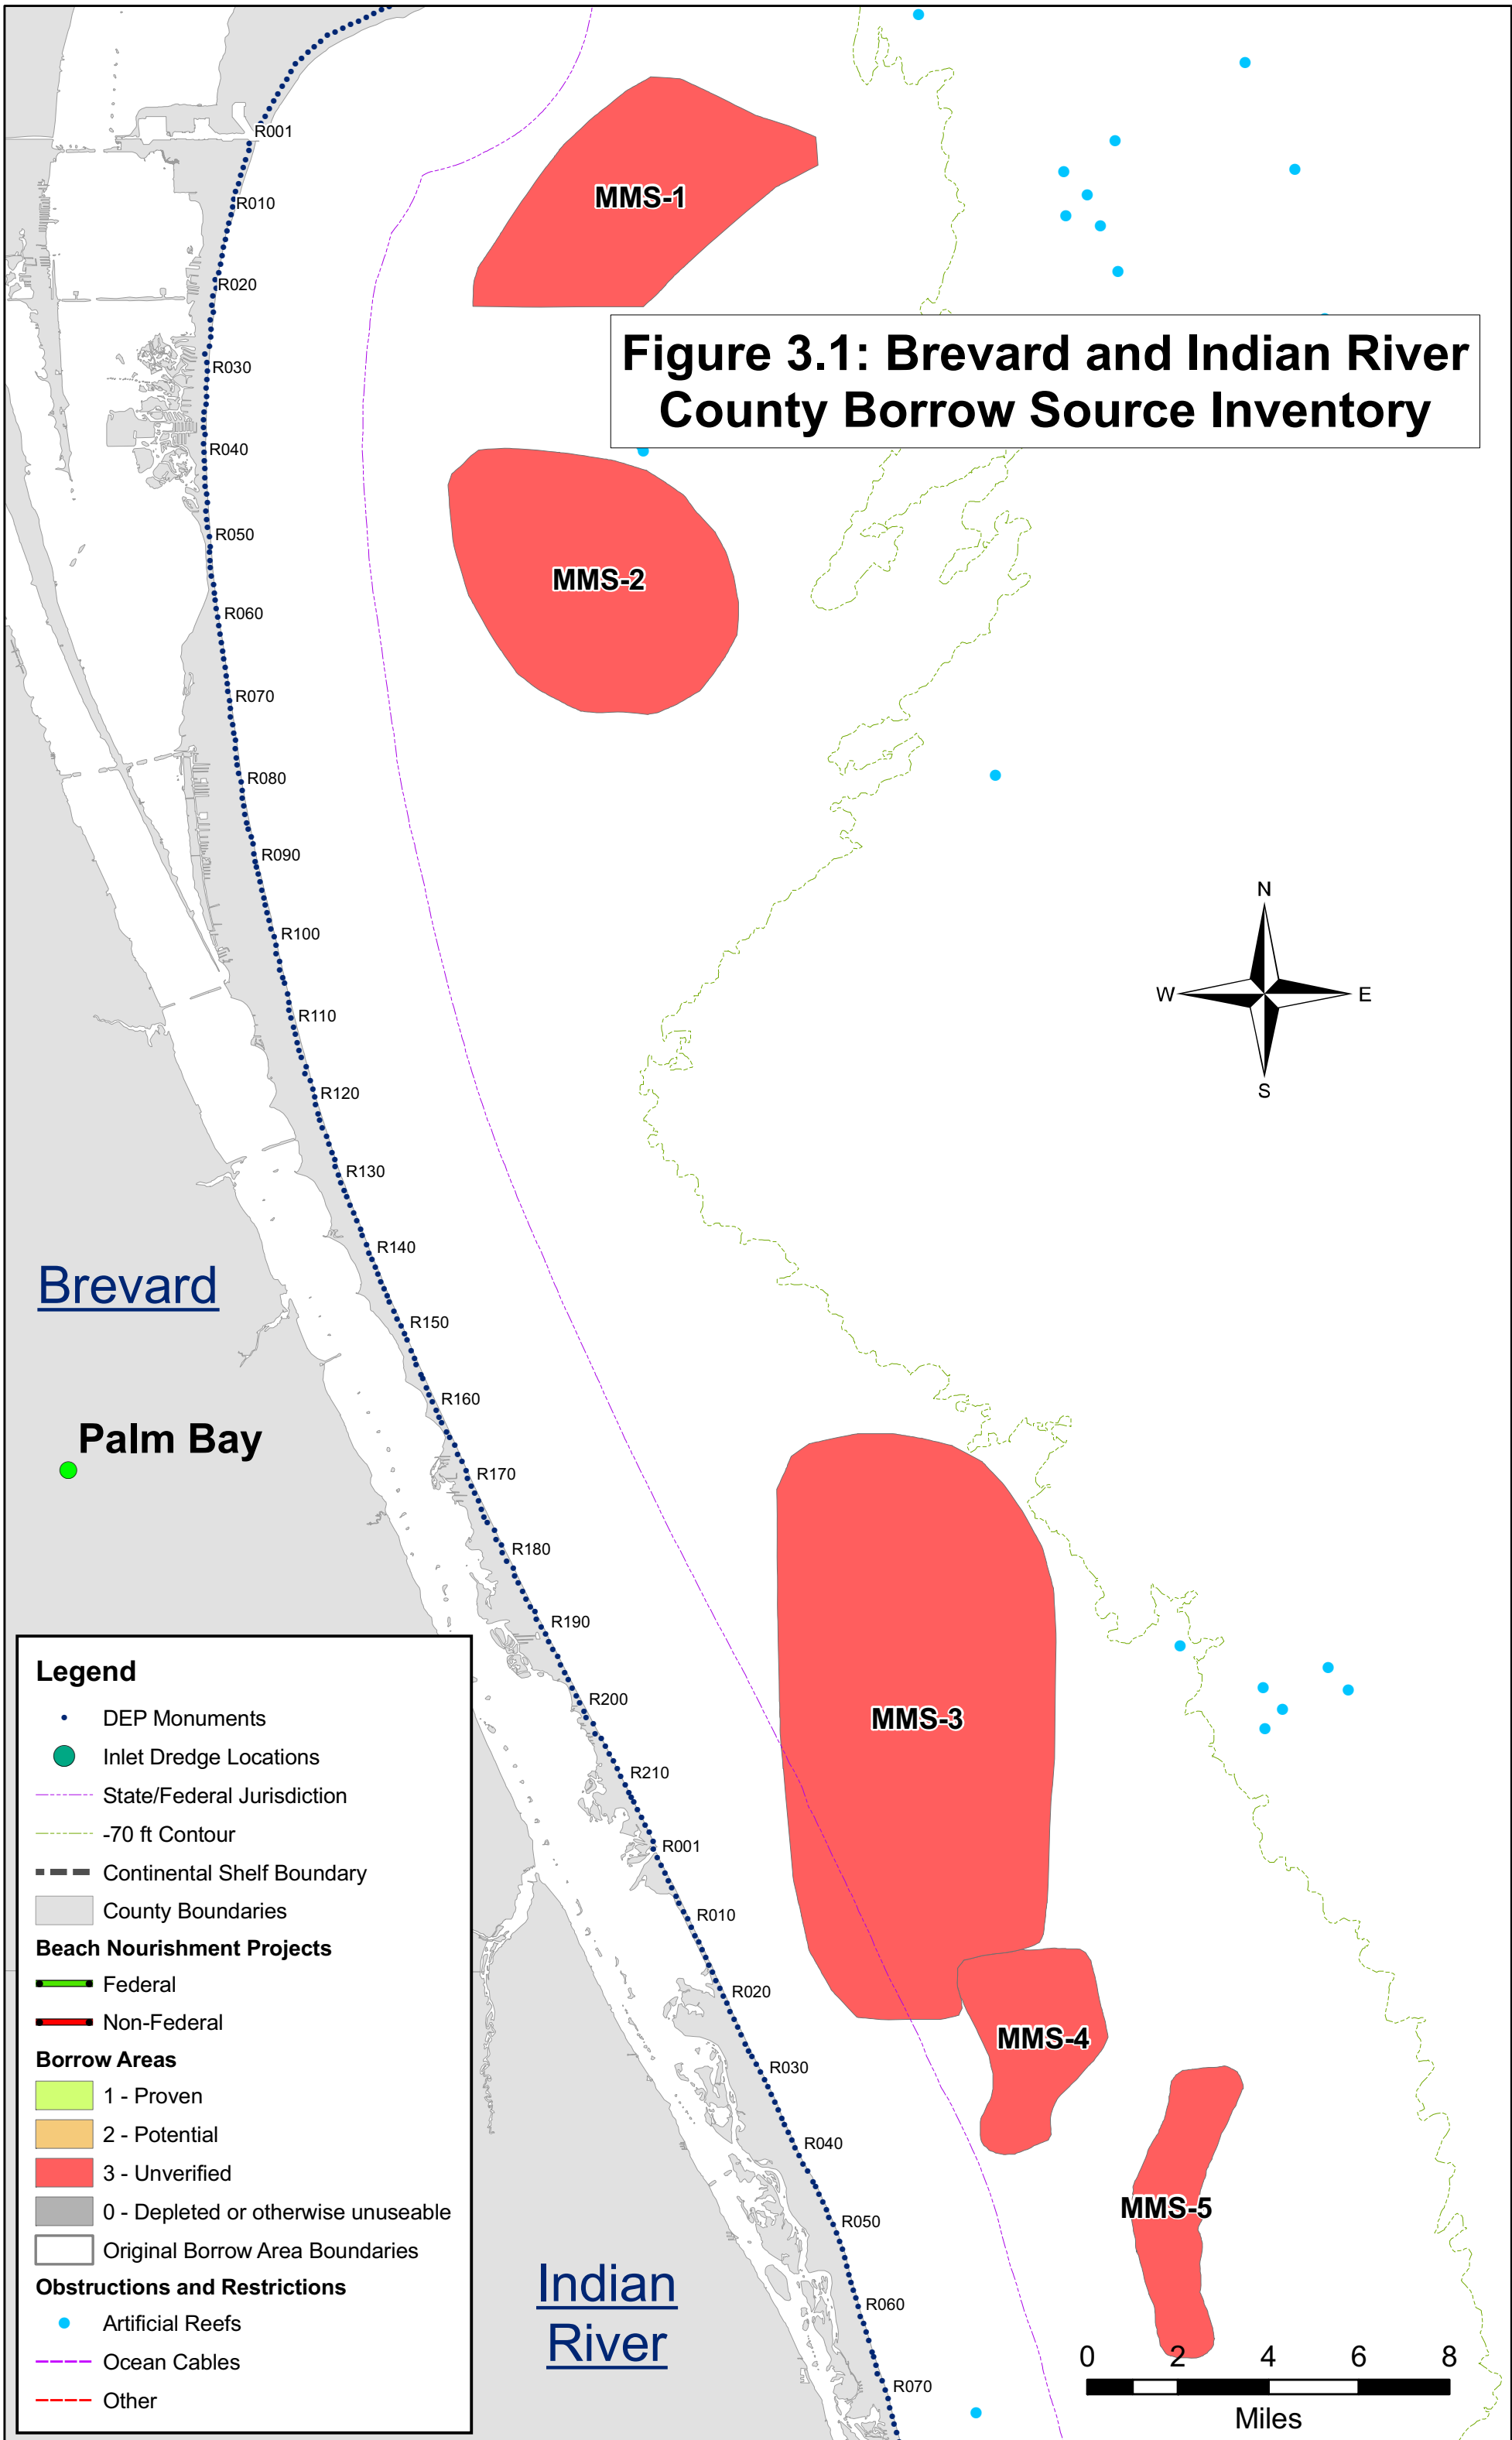 R001
R010
R020
R030
R040
R050
R060
R070
R080
R090
R100
R110
R120
R130
R140
R150
R160
R170
R180
R190
R200
R210
R001
R010
R020
R030
R040
R050
R060
R070
MMS-1
Figure 3.1: Brevard and Indian River
County Borrow Source Inventory
MMS-2
N
W
E
S
Brevard
Palm Bay
MMS-3
MMS-4
MMS-5
Indian
River
Legend
DEP Monuments
Inlet Dredge Locations
State/Federal Jurisdiction
-70 ft Contour
Continental Shelf Boundary
County Boundaries
Beach Nourishment Projects
Federal
Non-Federal
Borrow Areas
1 - Proven
2 - Potential
3 - Unverified
0 - Depleted or otherwise unuseable
Original Borrow Area Boundaries
Obstructions and Restrictions
Artificial Reefs
Ocean Cables
Other
0 2 4 6 8
Miles